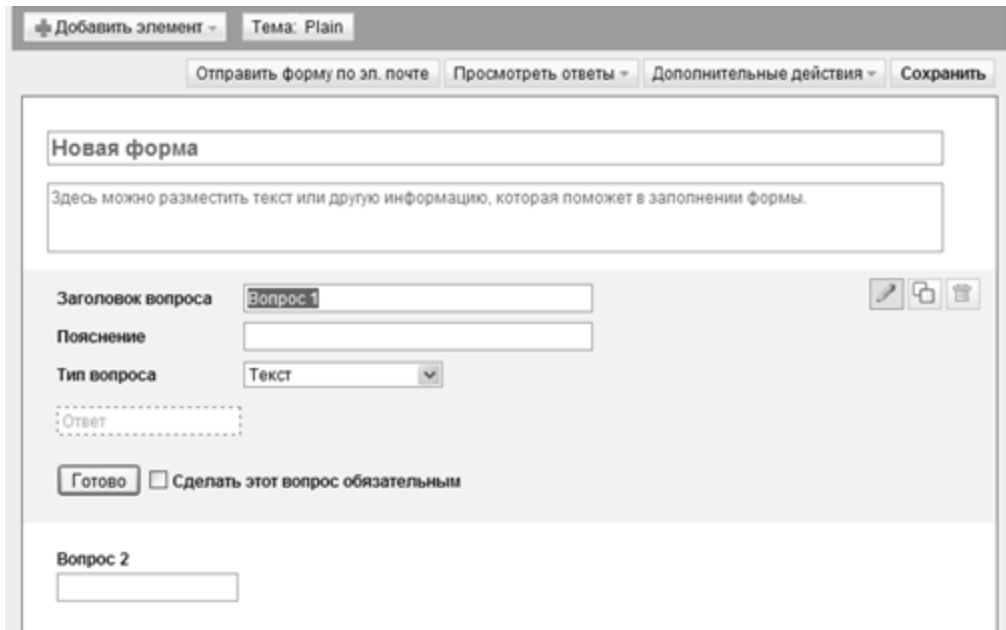 Добавить элемент Тема: Plain
Отправить форму по эл. почте Просмотреть ответы Дополнительные действия Сохранить
Новая форма
Здесь можно разместить текст или другую информацию, которая поможет в заполнении формы.
Заголовок вопроса Вопрос 1
Пояснение
Тип вопроса Текст
Ответ
Готово Сделать этот вопрос обязательным
Вопрос 2